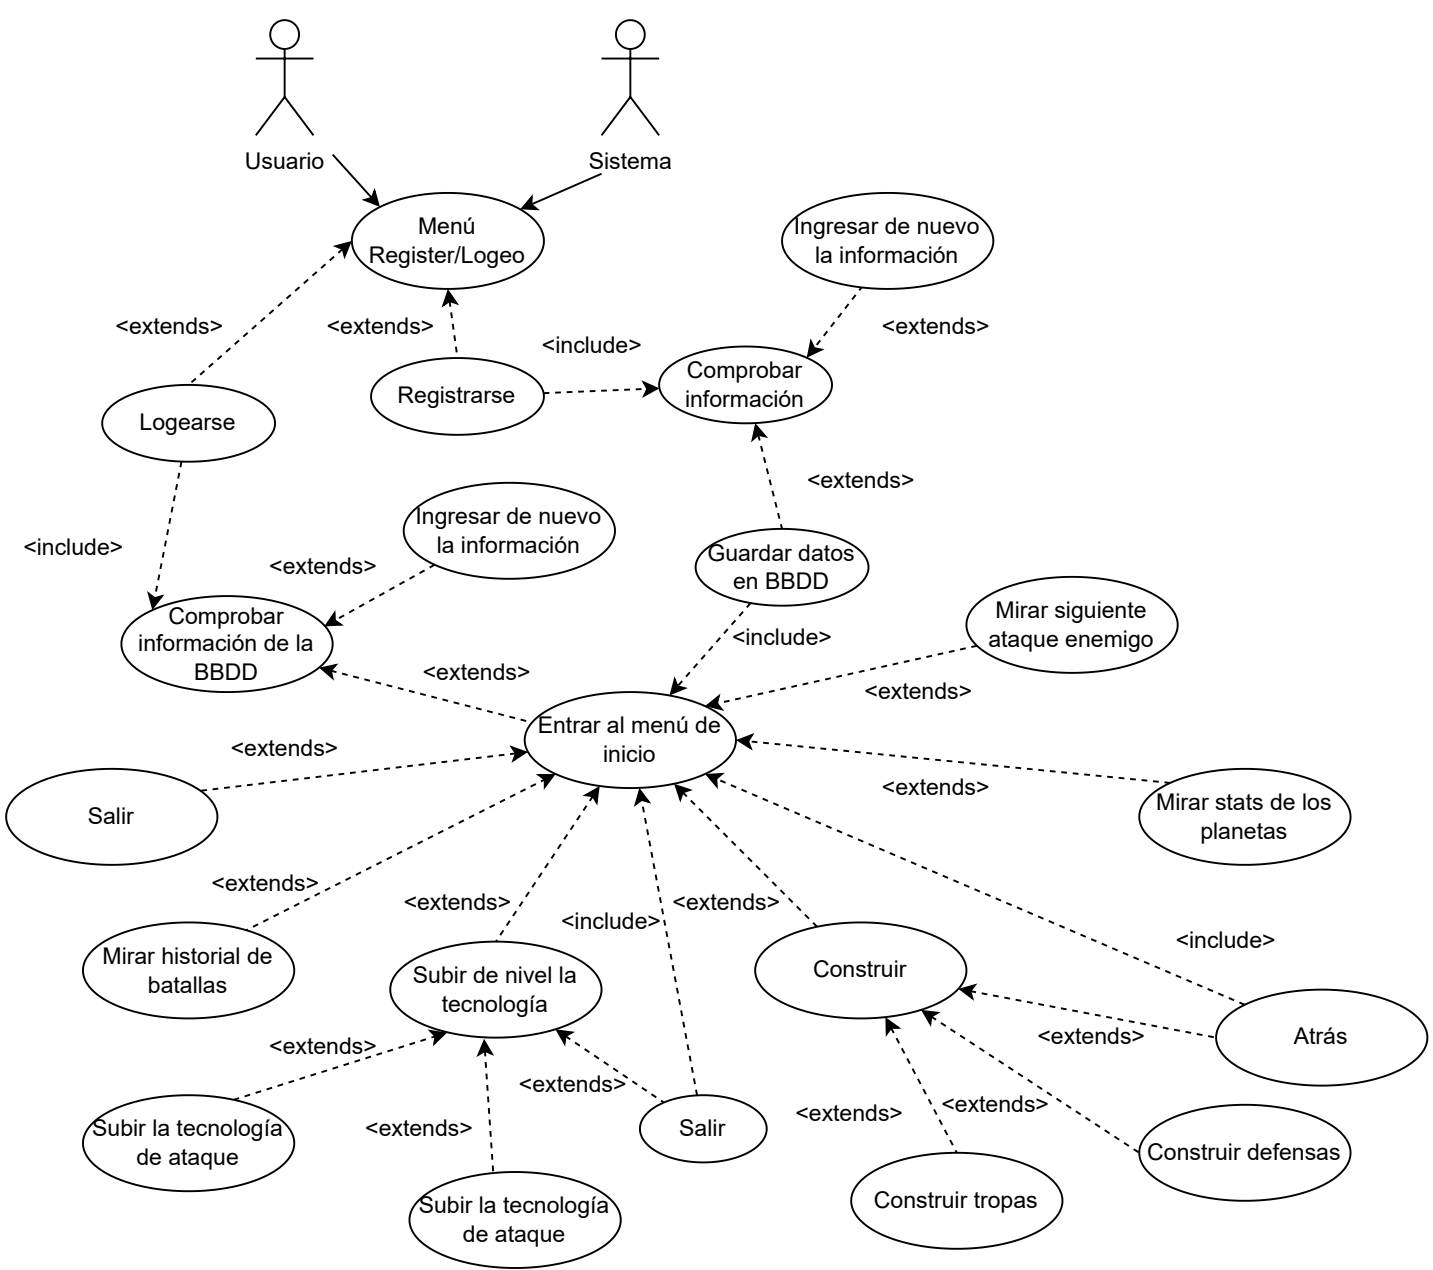 Usuario
Sistema
Menú
Register/Logeo
Ingresar de nuevo
la información
<extends>
<extends>
<extends>
<include>
Comprobar
información
Registrarse
Logearse
<extends>
Ingresar de nuevo
la información
<include>
<extends>
Guardar datos
en BBDD
Comprobar
información de la
BBDD
<include>
Mirar siguiente
ataque enemigo
<extends>
<extends>
Entrar al menú de
inicio
<extends>
<extends>
Salir
Mirar stats de los
planetas
<extends>
<extends>
<include>
<extends>
<include>
Mirar historial de
batallas
Subir de nivel la
tecnología
Construir
<extends>
<extends>
Atrás
<extends>
<extends>
<extends>
<extends>
Subir la tecnología
de ataque
Salir
Construir defensas
Subir la tecnología
de ataque
Construir tropas